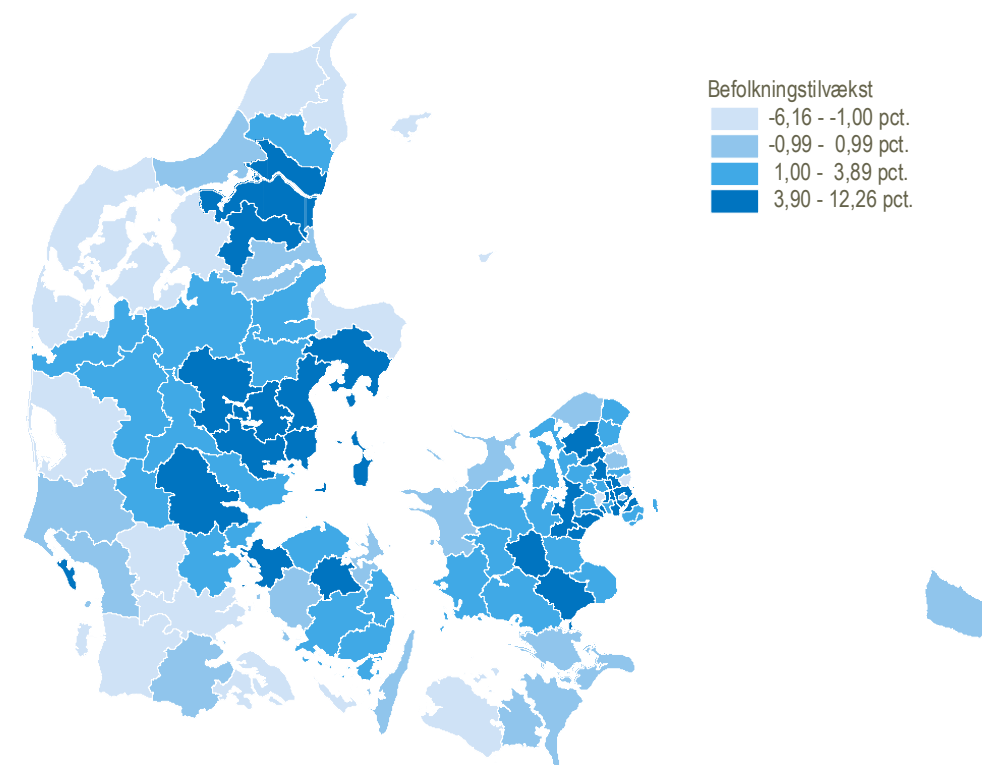 Befolkningstilvækst
-6,16 - -1,00 pct.
-0,99 - 0,99 pct.
1,00 - 3,89 pct.
3,90 - 12,26 pct.